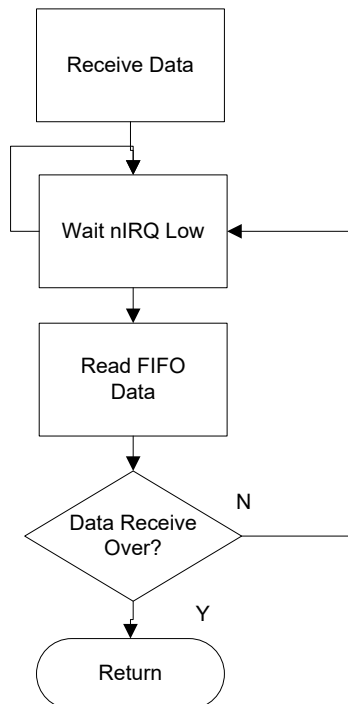 Receive Data
Wait nIRQ Low
Read FIFO
Data
Data Receive
Over?
N
Y
Return